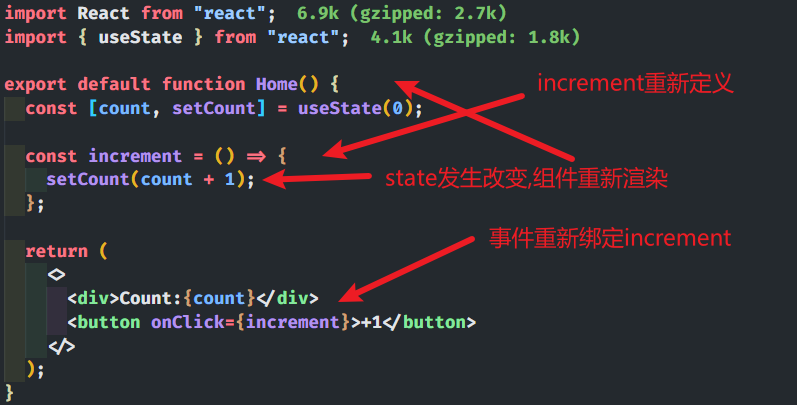 import React from "react"; 6.9k (gzipped: 2.7k)
import { useState } from "react"; 4.1k (gzipped: 1.8k)
export default function Home() {
increment重新定义
const [count, setCount] = useState(0);
const increment = () => {
setCount(count + 1);
state发生改变,组件重新渲染
};
事件重新绑定increment
return (
<>
<div>Count:{count}</div>
<button onClick={increment}>+1</button>
</>
);
}